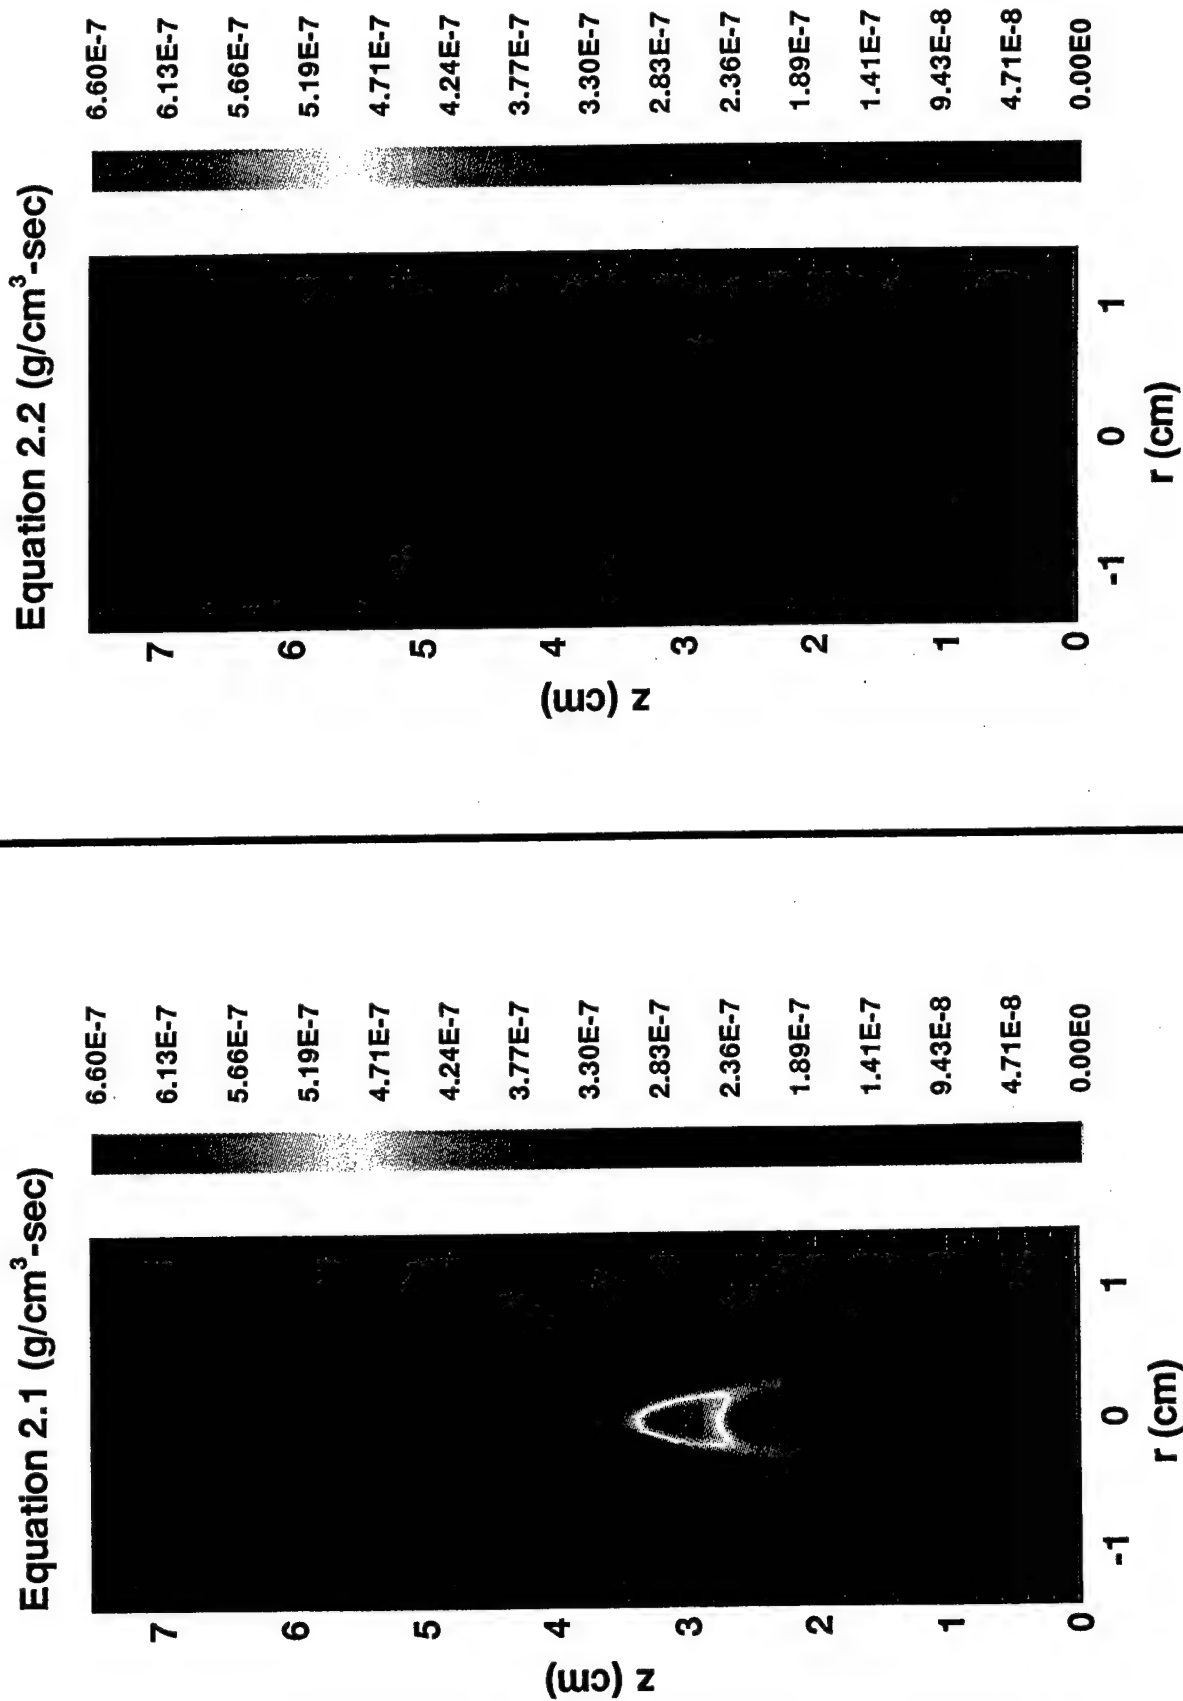 Equation 2.1 (g/cm³-sec)
6.60E-7
6.13E-7
5.66E-7
5.19E-7
4.71E-7
4.24E-7
3.77E-7
3.30E-7
2.83E-7
2.36E-7
1.89E-7
1.41E-7
9.43E-8
4.71E-8
0.00E0
7
6
5
4
3
2
1
0
z (cm)
-1
0
1
r (cm)
Equation 2.2 (g/cm³-sec)
6.60E-7
6.13E-7
5.66E-7
5.19E-7
4.71E-7
4.24E-7
3.77E-7
3.30E-7
2.83E-7
2.36E-7
1.89E-7
1.41E-7
9.43E-8
4.71E-8
0.00E0
7
6
5
4
3
2
1
0
z (cm)
-1
0
1
r (cm)